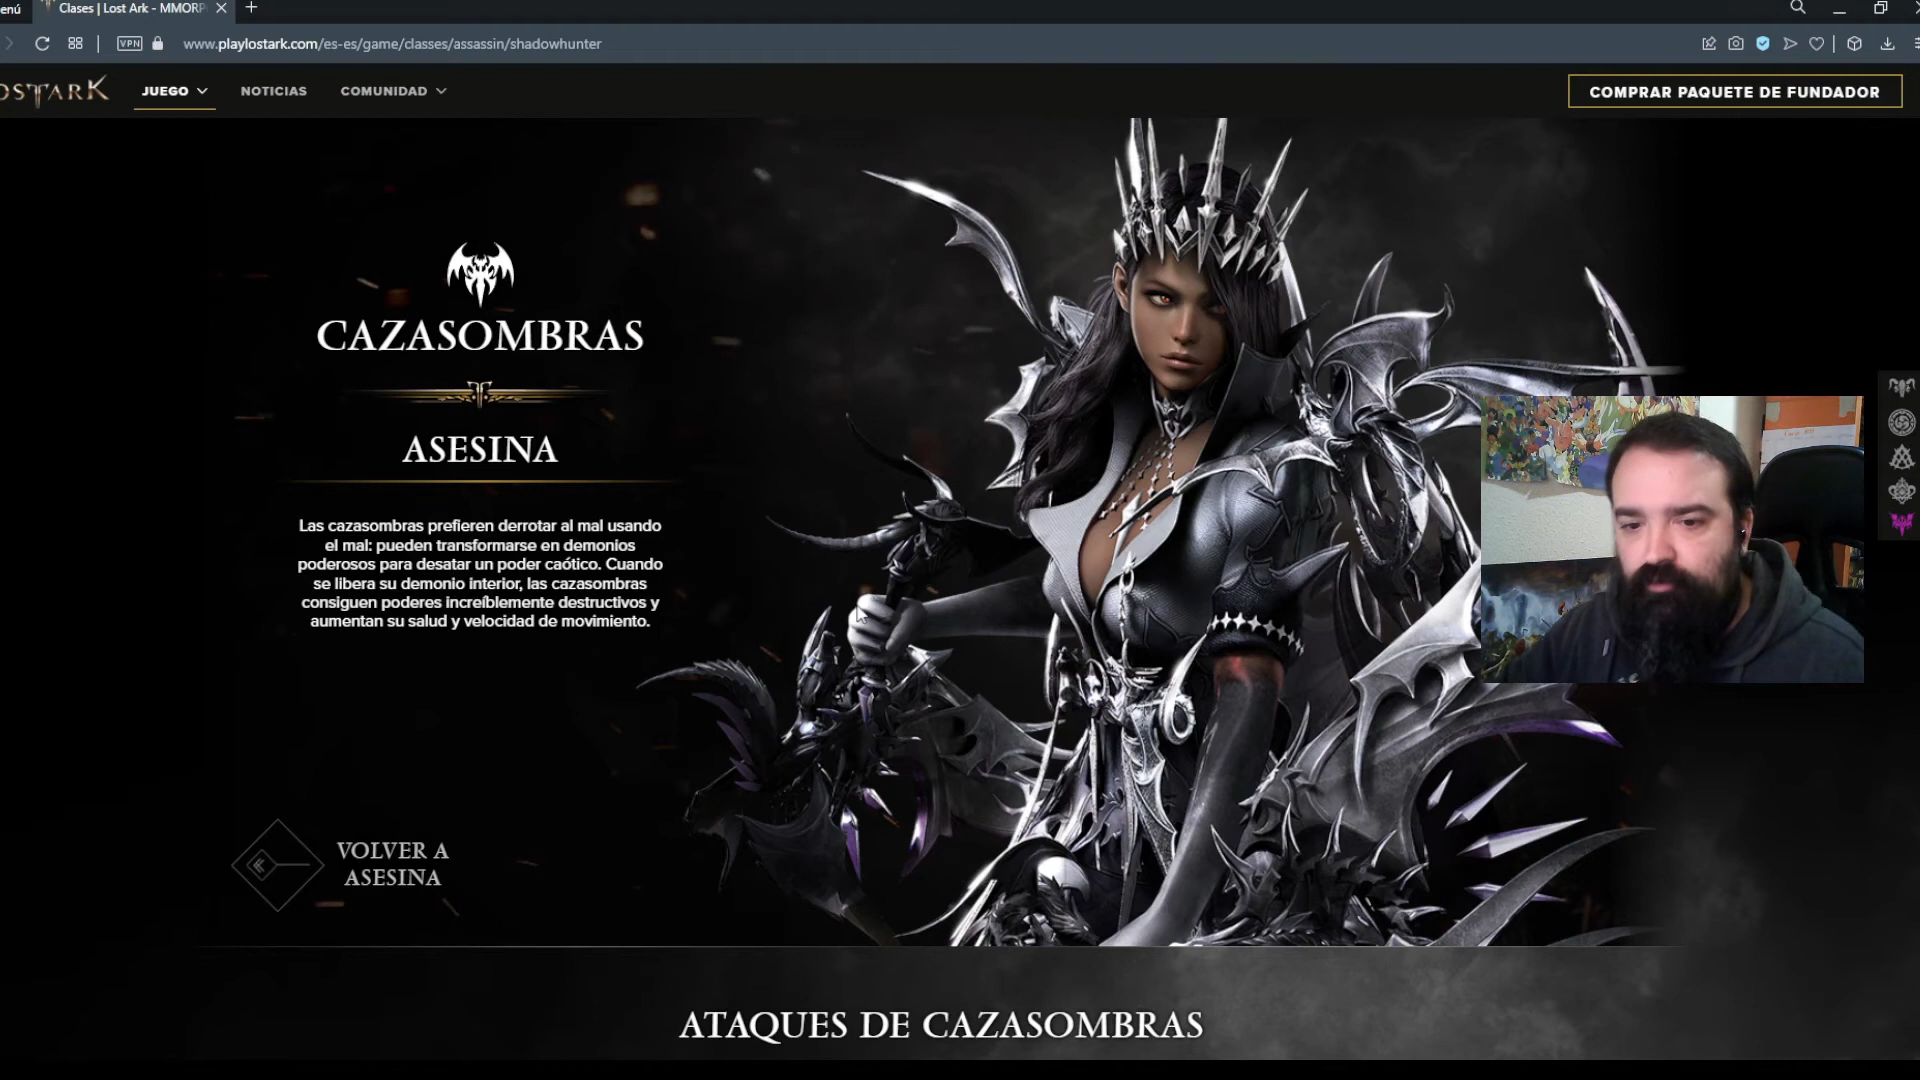 enú
Clases | Lost Ark - MMORP
VPN
www.playlostark.com/es-es/game/classes/assassin/shadowhunter
OSTARK
JUEGO
NOTICIAS
COMUNIDAD
COMPRAR PAQUETE DE FUNDADOR
CAZASOMBRAS
ASESINA
Las cazasombras prefieren derrotar al mal usando
el mal: pueden transformarse en demonios
poderosos para desatar un poder caótico. Cuando
se libera su demonio interior, las cazasombras
consiguen poderes increíblemente destructivos y
aumentan su salud y velocidad de movimiento.
VOLVER A
ASESINA
ATAQUES DE CAZASOMBRAS